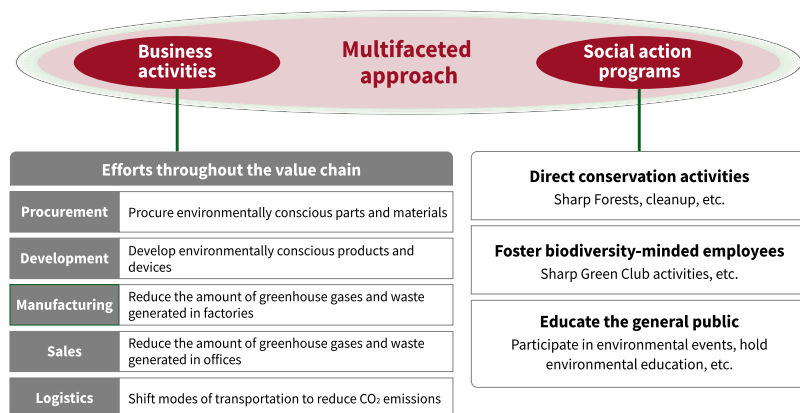 Business
activities
Multifaceted
approach
Social action
programs
Efforts throughout the value chain
Procurement
Procure environmentally conscious parts and materials
Development
Develop environmentally conscious products and
devices
Manufacturing
Reduce the amount of greenhouse gases and waste
generated in factories
Sales
Reduce the amount of greenhouse gases and waste
generated in offices
Logistics
Shift modes of transportation to reduce CO₂ emissions
Direct conservation activities
Sharp Forests, cleanup, etc.
Foster biodiversity-minded employees
Sharp Green Club activities, etc.
Educate the general public
Participate in environmental events, hold
environmental education, etc.